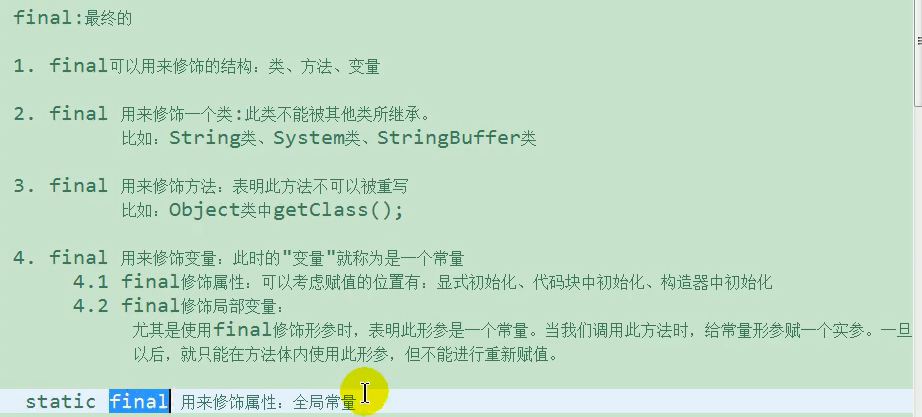 final:最终的
1. final可以用来修饰的结构：类、方法、变量
2. final 用来修饰一个类:此类不能被其他类所继承。
比如：String类、System类、StringBuffer类
3. final 用来修饰方法：表明此方法不可以被重写
比如：Object类中getClass();
4. final 用来修饰变量：此时的"变量"就称为是一个常量
4.1 final修饰属性：可以考虑赋值的位置有：显式初始化、代码块中初始化、构造器中初始化
4.2 final修饰局部变量：
尤其是使用final修饰形参时，表明此形参是一个常量。当我们调用此方法时，给常量形参赋一个实参。一旦
以后，就只能在方法体内使用此形参，但不能进行重新赋值。
static final 用来修饰属性：全局常量